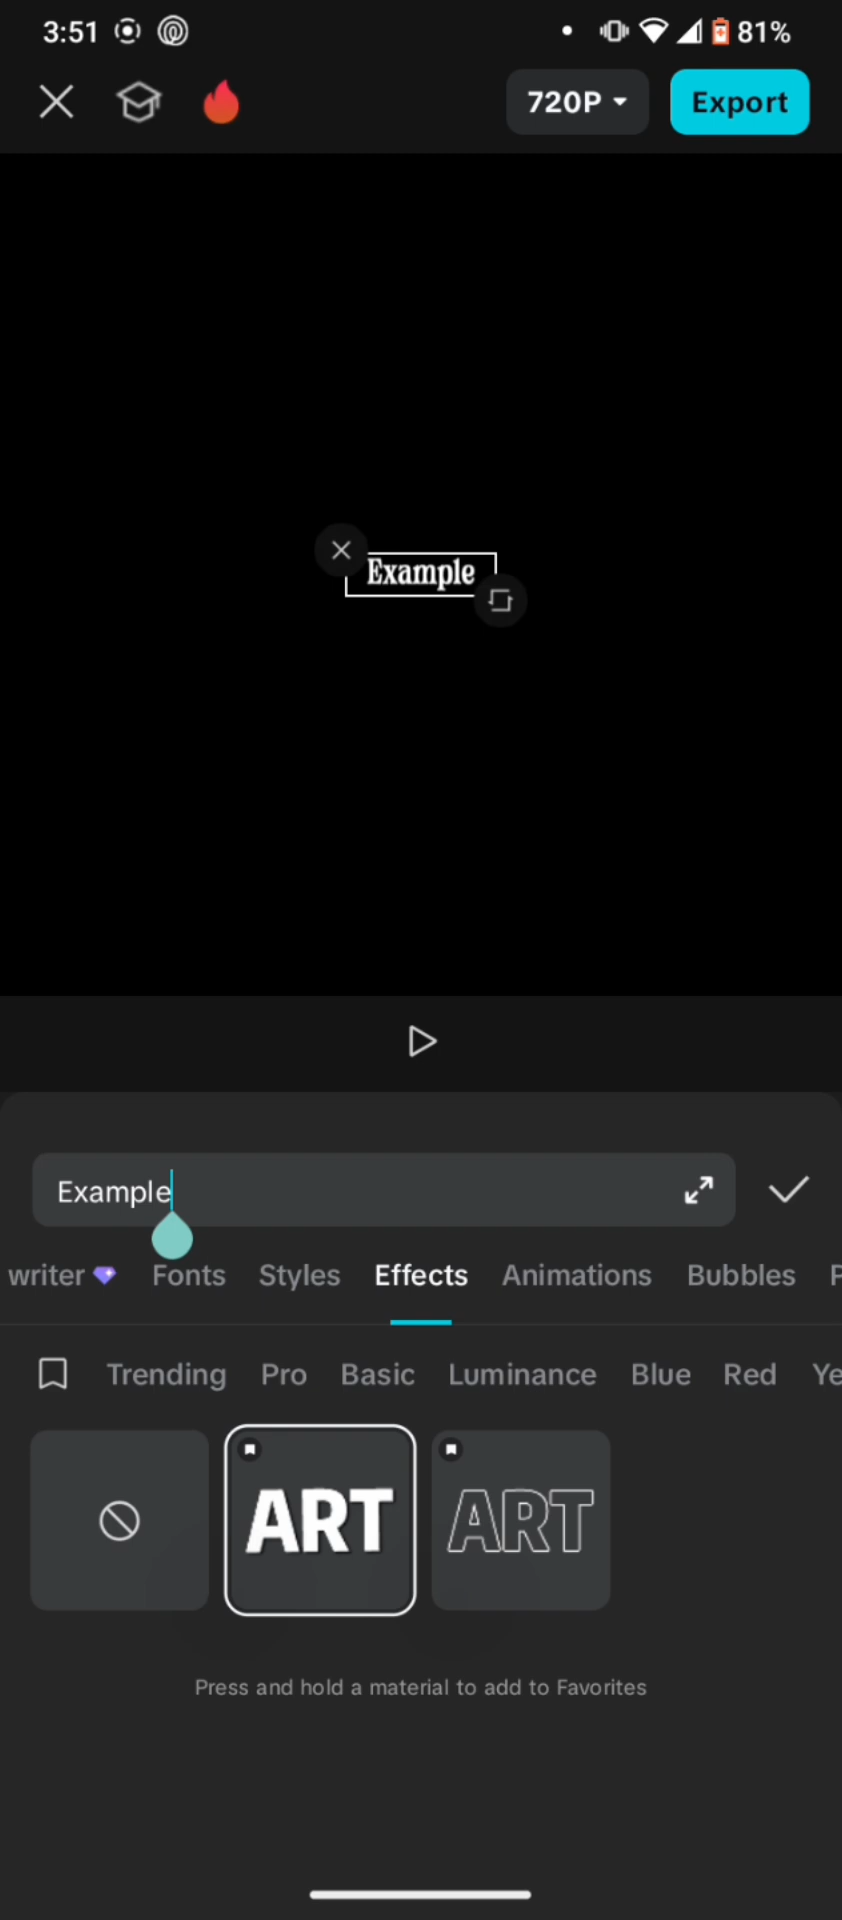 3:51 81%
720P Export
Example
Example
writer Fonts Styles Effects Animations Bubbles
Trending Pro Basic Luminance Blue Red Ye
ART ART
Press and hold a material to add to Favorites